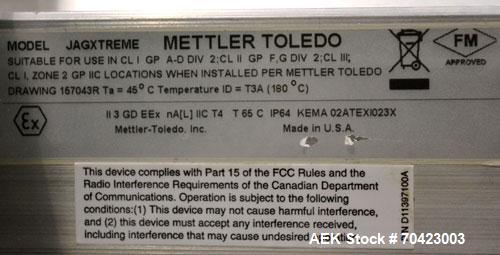 MODEL JAGXTREME METTLER TOLEDO
SUITABLE FOR USE IN CL I GP A-D DIV 2;CL II GP F,G DIV 2;CL III;
CL I, ZONE 2 GP IIC LOCATIONS WHEN INSTALLED PER METTLER TOLEDO
DRAWING 167043R Ta = 45°C Temperature ID = T3A (180°C)
FM
APPROVED
Ex
II 3 GD EEx nA[L] IIC T4 T 65 C IP64 KEMA 02ATEX1023X
Mettler-Toledo, Inc. Made in U.S.A.
This device complies with Part 15 of the FCC Rules and the
Radio Interference Requirements of the Canadian Department
of Communications. Operation is subject to the following
conditions:(1) This device may not cause harmful interference,
and (2) this device must accept any interference received,
including interference that may cause undesired
N D11397100A
AEK Stock # 70423003